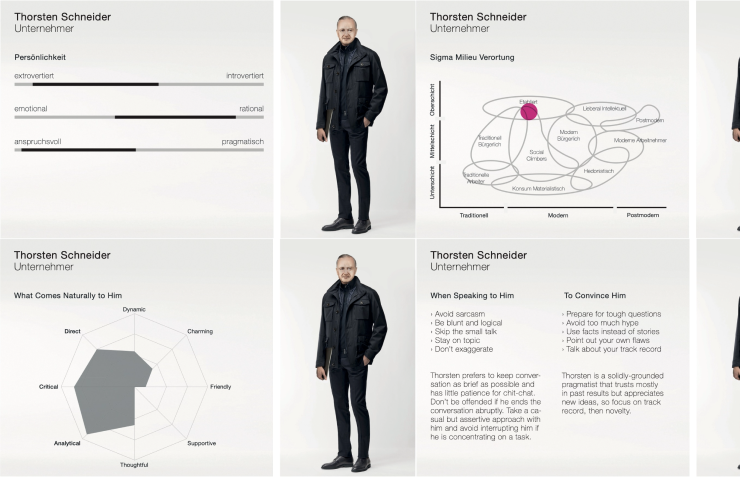 Thorsten Schneider
Unternehmer
Persönlichkeit
extrovertiert introvertiert
emotional rational
anspruchsvoll pragmatisch
Thorsten Schneider
Unternehmer
Sigma Milieu Verortung
Oberschicht
Mittelschicht
Unterschicht
Etabliert
Liberal Intellektuell
Postmodern
Traditionell
Bürgerlich
Modern
Bürgerlich
Moderne Arbeitnehmer
Social
Climbers
Hedonistisch
Traditionelle
Arbeiter
Konsum Materialistisch
Traditionell Modern Postmodern
Thorsten Schneider
Unternehmer
What Comes Naturally to Him
Dynamic
Direct Charming
Critical Friendly
Analytical Supportive
Thoughtful
Thorsten Schneider
Unternehmer
When Speaking to Him
› Avoid sarcasm
› Be blunt and logical
› Skip the small talk
› Stay on topic
› Don't exaggerate
Thorsten prefers to keep conver-
sation as brief as possible and
has little patience for chit-chat.
Don't be offended if he ends the
conversation abruptly. Take a ca-
sual but assertive approach with
him and avoid interrupting him if
he is concentrating on a task.
To Convince Him
› Prepare for tough questions
› Avoid too much hype
› Use facts instead of stories
› Point out your own flaws
› Talk about your track record
Thorsten is a solidly-grounded
pragmatist that trusts mostly
in past results but appreciates
new ideas, so focus on track
record, then novelty.